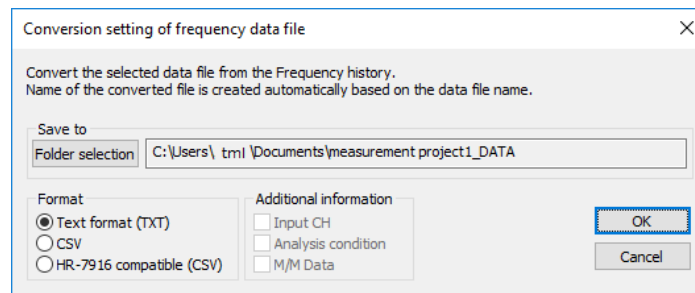 Conversion setting of frequency data file
Convert the selected data file from the Frequency history.
Name of the converted file is created automatically based on the data file name.
Save to
Folder selection C:\Users\ tml \Documents\measurement project1_DATA
Format
Text format (TXT)
CSV
HR-7916 compatible (CSV)
Additional information
Input CH
Analysis condition
M/M Data
OK
Cancel